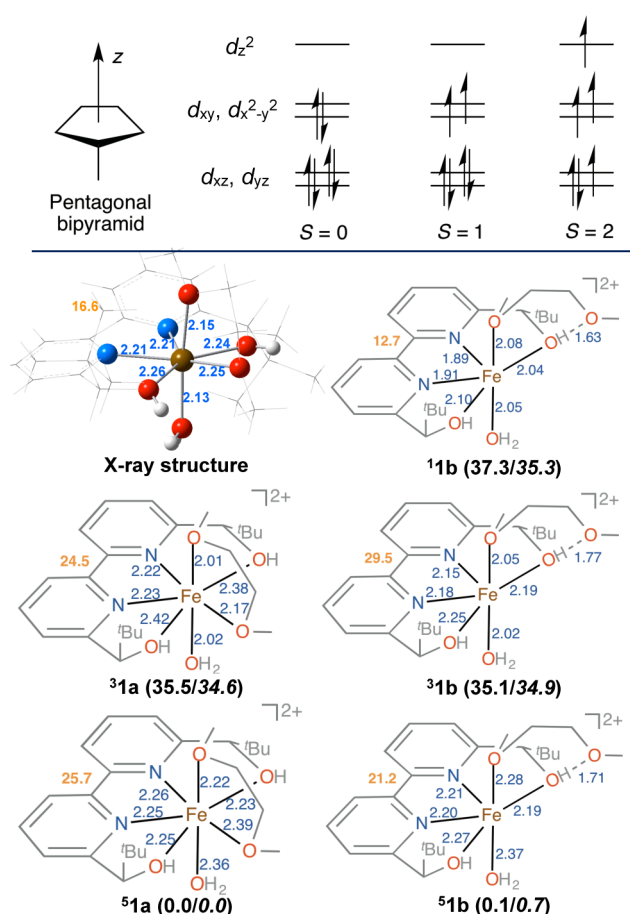 z
Pentagonal
bipyramid
dz²
dxy, dx²-y²
dxz, dyz
S = 0
S = 1
S = 2
16.6
2.15
2.21
2.21
2.24
2.26
2.25
2.13
X-ray structure
2+
12.7
N
O
ᵗBu
OH
O
1.63
1.89
2.08
1.91
N
Fe
2.04
2.10
2.05
ᵗBu
OH
OH₂
¹1b (37.3/35.3)
2+
24.5
N
O
ᵗBu
OH
2.22
2.01
2.23
N
Fe
2.38
2.17
2.42
O
2.02
ᵗBu
OH
OH₂
³1a (35.5/34.6)
2+
29.5
N
O
ᵗBu
OH
O
1.77
2.15
2.05
2.18
N
Fe
2.19
2.25
2.02
ᵗBu
OH
OH₂
³1b (35.1/34.9)
2+
25.7
N
O
ᵗBu
OH
2.26
2.22
2.25
N
Fe
2.23
2.39
2.25
O
2.36
ᵗBu
OH
OH₂
⁵1a (0.0/0.0)
2+
21.2
N
O
ᵗBu
OH
O
1.71
2.21
2.28
2.20
N
Fe
2.19
2.27
2.37
ᵗBu
OH
OH₂
⁵1b (0.1/0.7)